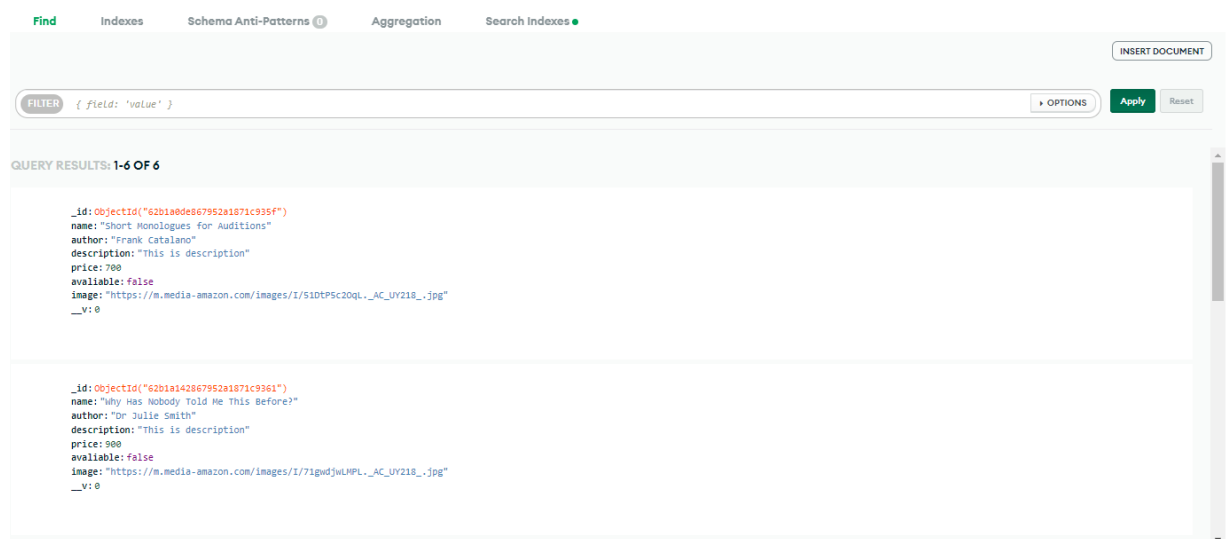 Find Indexes Schema Anti-Patterns 0 Aggregation Search Indexes
INSERT DOCUMENT
FILTER { field: 'value' } OPTIONS Apply Reset
QUERY RESULTS: 1-6 OF 6
_id: ObjectId("62b1a0de867952a1871c935f")
name: "Short Monologues for Auditions"
author: "Frank Catalano"
description: "This is description"
price: 700
avaliable: false
image: "https://m.media-amazon.com/images/I/51DtP5c2OqL._AC_UY218_.jpg"
__v: 0
_id: ObjectId("62b1a142867952a1871c9361")
name: "Why Has Nobody Told Me This Before?"
author: "Dr Julie Smith"
description: "This is description"
price: 900
avaliable: false
image: "https://m.media-amazon.com/images/I/71gwdjwLMPL._AC_UY218_.jpg"
__v: 0